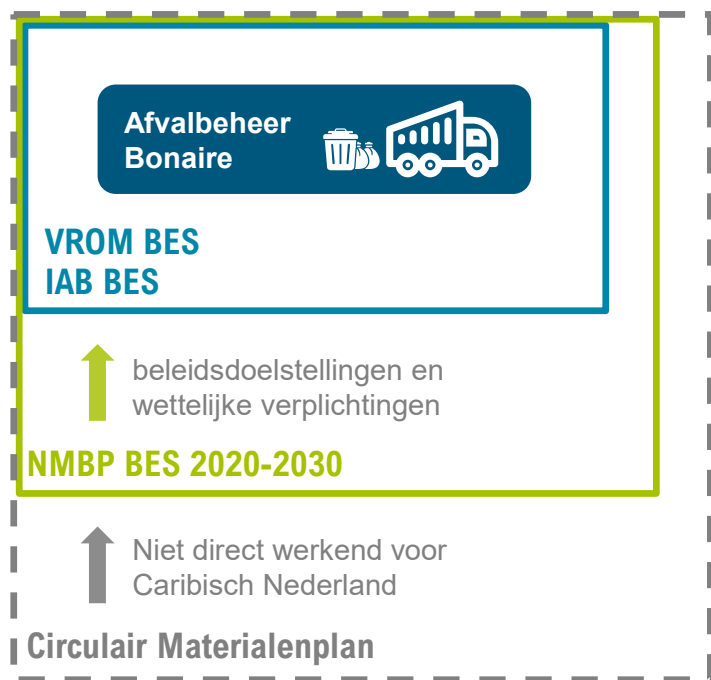 Afvalbeheer
Bonaire
VROM BES
IAB BES
beleidsdoelstellingen en
wettelijke verplichtingen
NMBP BES 2020-2030
Niet direct werkend voor
Caribisch Nederland
Circulair Materialenplan